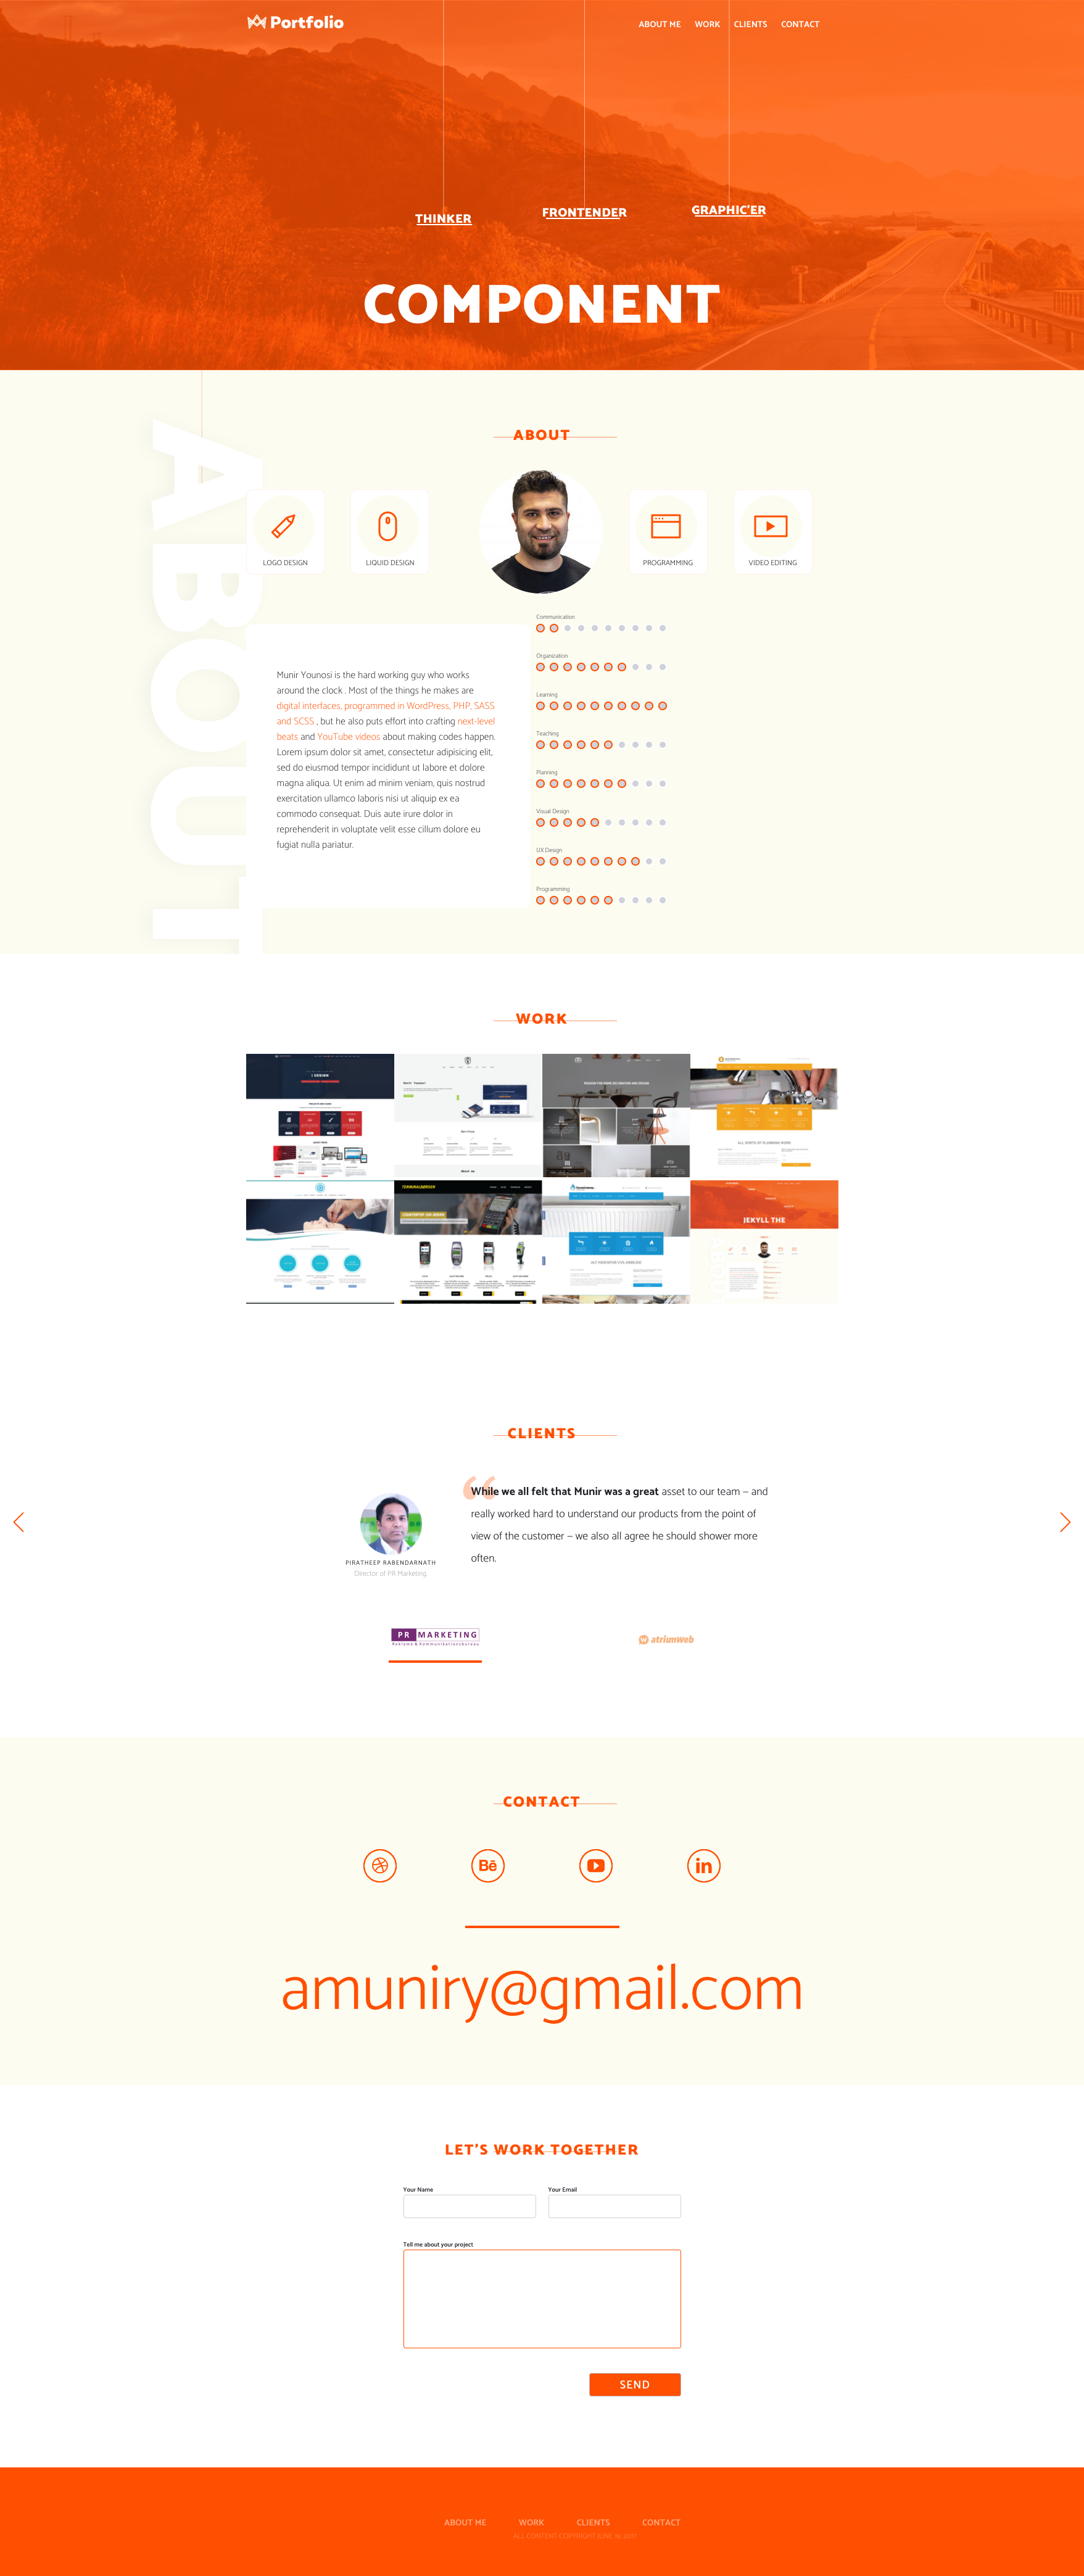 Portfolio
ABOUT ME WORK CLIENTS CONTACT
THINKER
FRONTENDER
GRAPHIC'ER
COMPONENT
ABOUT
ABOUT
LOGO DESIGN
LIQUID DESIGN
PROGRAMMING
VIDEO EDITING
Munir Younosi is the hard working guy who works
around the clock . Most of the things he makes are
digital interfaces, programmed in WordPress, PHP, SASS
and SCSS , but he also puts effort into crafting next-level
beats and YouTube videos about making codes happen.
Lorem ipsum dolor sit amet, consectetur adipisicing elit,
sed do eiusmod tempor incididunt ut labore et dolore
magna aliqua. Ut enim ad minim veniam, quis nostrud
exercitation ullamco laboris nisi ut aliquip ex ea
commodo consequat. Duis aute irure dolor in
reprehenderit in voluptate velit esse cillum dolore eu
fugiat nulla pariatur.
Communication
Organization
Learning
Teaching
Planning
Visual Design
UX Design
Programming
WORK
JEKYLL THE
CLIENTS
“
While we all felt that Munir was a great asset to our team – and
really worked hard to understand our products from the point of
view of the customer – we also all agree he should shower more
often.
PIRATHEEP RABENDARNATH
Director of PR Marketing.
PR MARKETING
Reklame & Kommunikationsbureau
atriumweb
CONTACT
Bē
in
amuniry@gmail.com
LET'S WORK TOGETHER
Your Name
Your Email
Tell me about your project
SEND
ABOUT ME WORK CLIENTS CONTACT